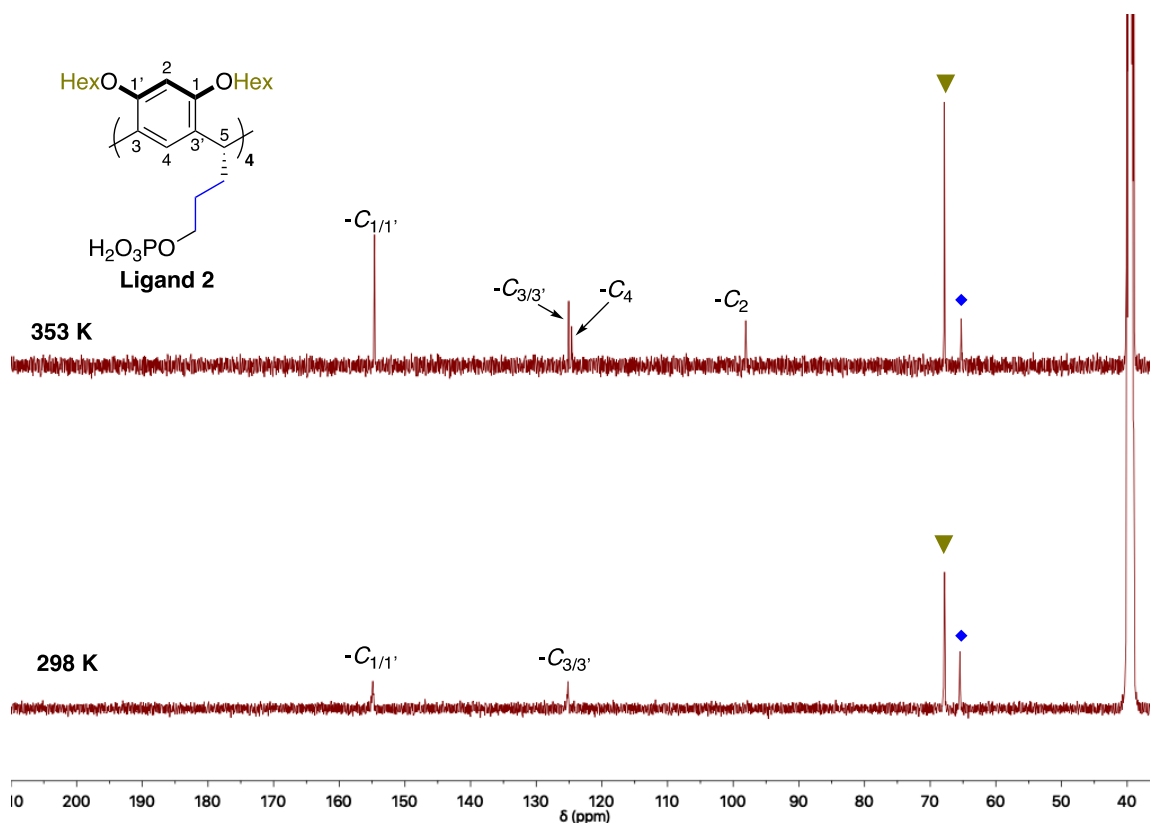 HexO OHex
1' 2 1
3 4 3' 5 4
H₂O₃PO
Ligand 2
353 K
-C1/1'
-C3/3'
-C4
-C2
298 K
-C1/1'
-C3/3'
10 200 190 180 170 160 150 140 130 120 110 100 90 80 70 60 50 40
δ (ppm)